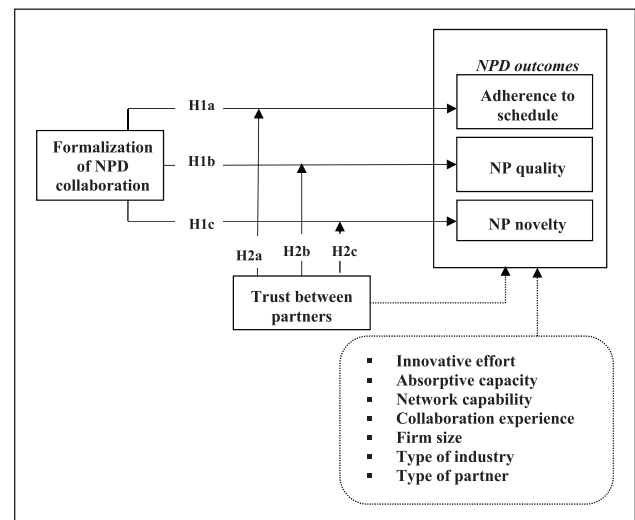 NPD outcomes
H1a
Adherence to
schedule
Formalization
of NPD
collaboration
H1b
NP quality
H1c
NP novelty
H2a
H2b
H2c
Trust between
partners
▪ Innovative effort
▪ Absorptive capacity
▪ Network capability
▪ Collaboration experience
▪ Firm size
▪ Type of industry
▪ Type of partner